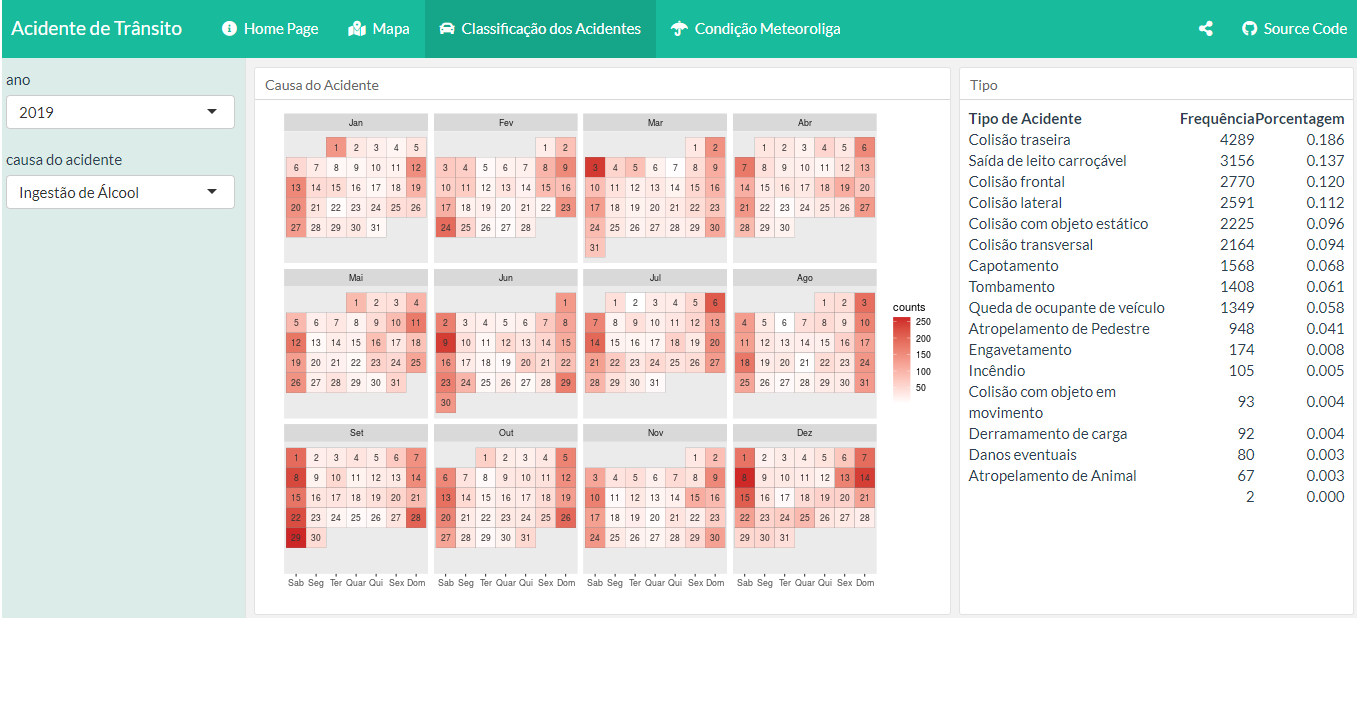 Acidente de Trânsito Home Page Mapa Classificação dos Acidentes Condição Meteoroliga Source Code
ano
2019
causa do acidente
Ingestão de Álcool
Causa do Acidente
Jan Fev Mar Abr
1 2 3 4 5 1 2 1 2 1 2 3 4 5 6
6 7 8 9 10 11 12 3 4 5 6 7 8 9 3 4 5 6 7 8 9 7 8 9 10 11 12 13
13 14 15 16 17 18 19 10 11 12 13 14 15 16 10 11 12 13 14 15 16 14 15 16 17 18 19 20
20 21 22 23 24 25 26 17 18 19 20 21 22 23 17 18 19 20 21 22 23 21 22 23 24 25 26 27
27 28 29 30 31 24 25 26 27 28 24 25 26 27 28 29 30 28 29 30
31
Mai Jun Jul Ago
1 2 3 4 1 1 2 3 4 5 6 1 2 3
5 6 7 8 9 10 11 2 3 4 5 6 7 8 7 8 9 10 11 12 13 4 5 6 7 8 9 10
12 13 14 15 16 17 18 9 10 11 12 13 14 15 14 15 16 17 18 19 20 11 12 13 14 15 16 17
19 20 21 22 23 24 25 16 17 18 19 20 21 22 21 22 23 24 25 26 27 18 19 20 21 22 23 24
26 27 28 29 30 31 23 24 25 26 27 28 29 28 29 30 31 25 26 27 28 29 30 31
30
Set Out Nov Dez
1 2 3 4 5 6 7 1 2 3 4 5 1 2 1 2 3 4 5 6 7
8 9 10 11 12 13 14 6 7 8 9 10 11 12 3 4 5 6 7 8 9 8 9 10 11 12 13 14
15 16 17 18 19 20 21 13 14 15 16 17 18 19 10 11 12 13 14 15 16 15 16 17 18 19 20 21
22 23 24 25 26 27 28 20 21 22 23 24 25 26 17 18 19 20 21 22 23 22 23 24 25 26 27 28
29 30 27 28 29 30 31 24 25 26 27 28 29 30 29 30 31
Sab Seg Ter Quar Qui Sex Dom Sab Seg Ter Quar Qui Sex Dom Sab Seg Ter Quar Qui Sex Dom Sab Seg Ter Quar Qui Sex Dom
counts
250
200
150
100
50
Tipo
Tipo de Acidente Frequência Porcentagem
Colisão traseira 4289 0.186
Saída de leito carroçável 3156 0.137
Colisão frontal 2770 0.120
Colisão lateral 2591 0.112
Colisão com objeto estático 2225 0.096
Colisão transversal 2164 0.094
Capotamento 1568 0.068
Tombamento 1408 0.061
Queda de ocupante de veículo 1349 0.058
Atropelamento de Pedestre 948 0.041
Engavetamento 174 0.008
Incêndio 105 0.005
Colisão com objeto em
movimento 93 0.004
Derramamento de carga 92 0.004
Danos eventuais 80 0.003
Atropelamento de Animal 67 0.003
2 0.000